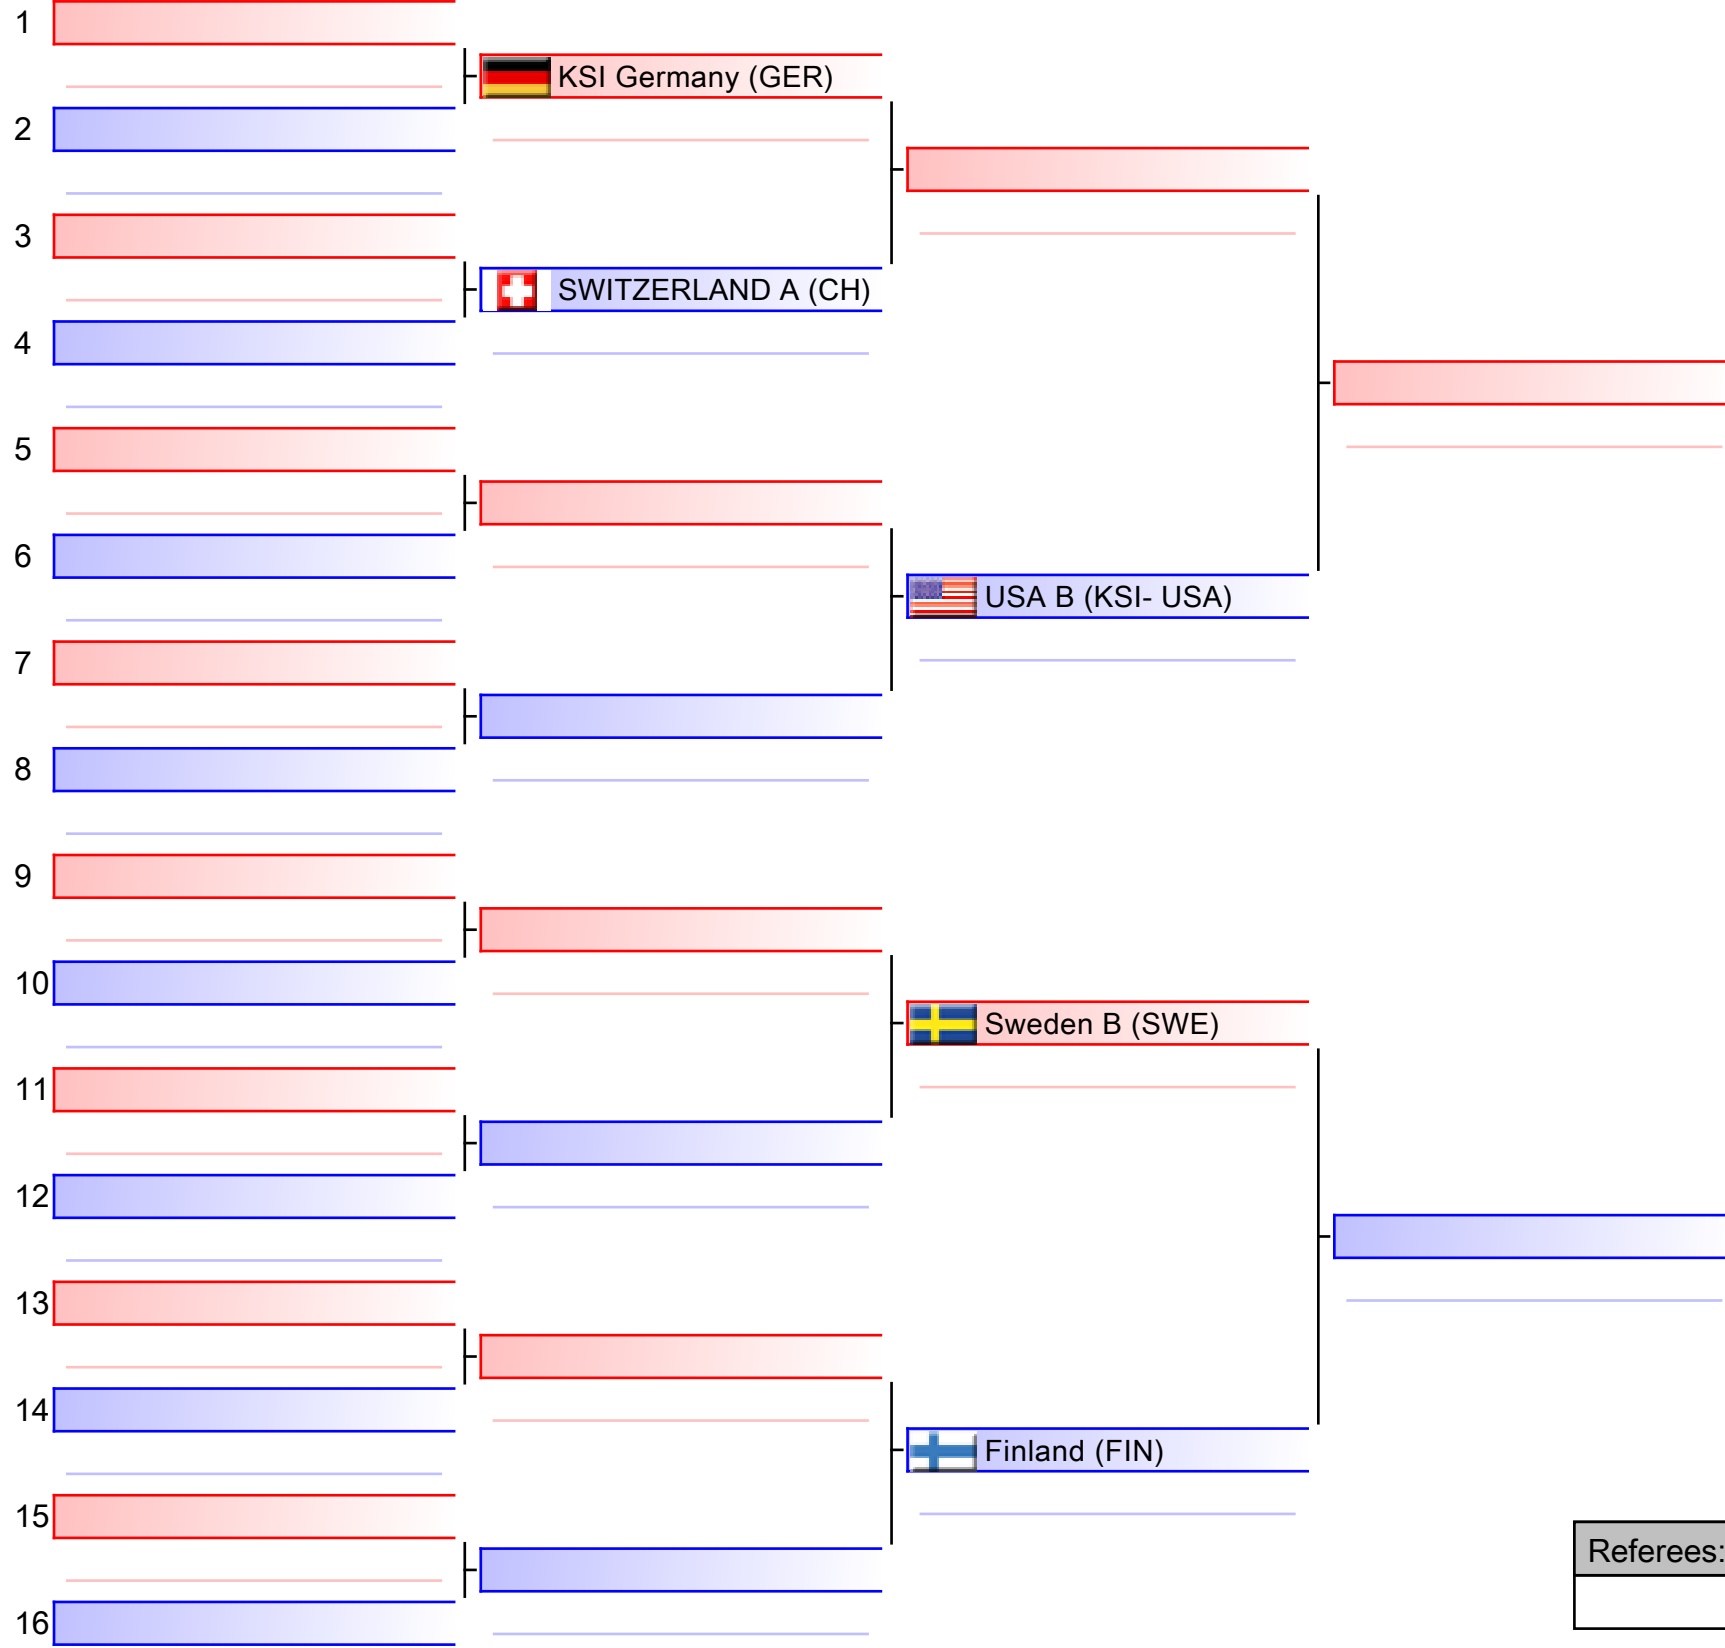 1
KSI Germany (GER)
2
3
SWITZERLAND A (CH)
4
5
6
USA B (KSI- USA)
7
8
9
10
Sweden B (SWE)
11
12
13
14
Finland (FIN)
15
Referees:
16